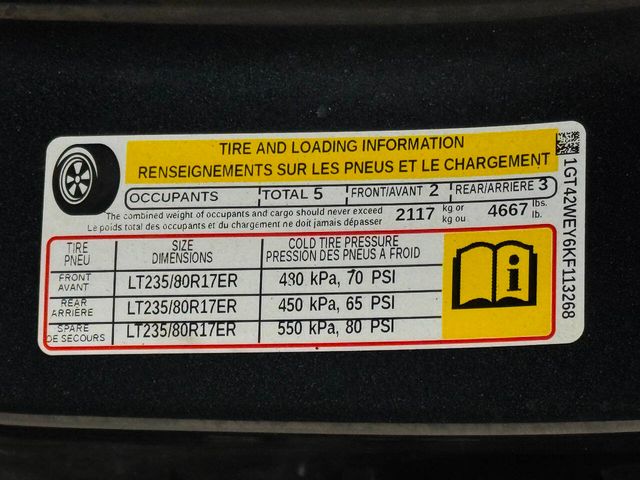 TIRE AND LOADING INFORMATION
RENSEIGNEMENTS SUR LES PNEUS ET LE CHARGEMENT
OCCUPANTS TOTAL 5 FRONT/AVANT 2 REAR/ARRIÈRE 3
The combined weight of occupants and cargo should never exceed 2117 kg or 4667 lbs.
Le poids total des occupants et du chargement ne doit jamais dépasser kg ou lb.
TIRE SIZE COLD TIRE PRESSURE
PNEU DIMENSIONS PRESSION DES PNEUS A FROID
FRONT
AVANT LT235/80R17ER 480 kPa, 70 PSI
REAR
ARRIÈRE LT235/80R17ER 450 kPa, 65 PSI
SPARE
DE SECOURS LT235/80R17ER 550 kPa, 80 PSI
1GT42WEY6KF113268